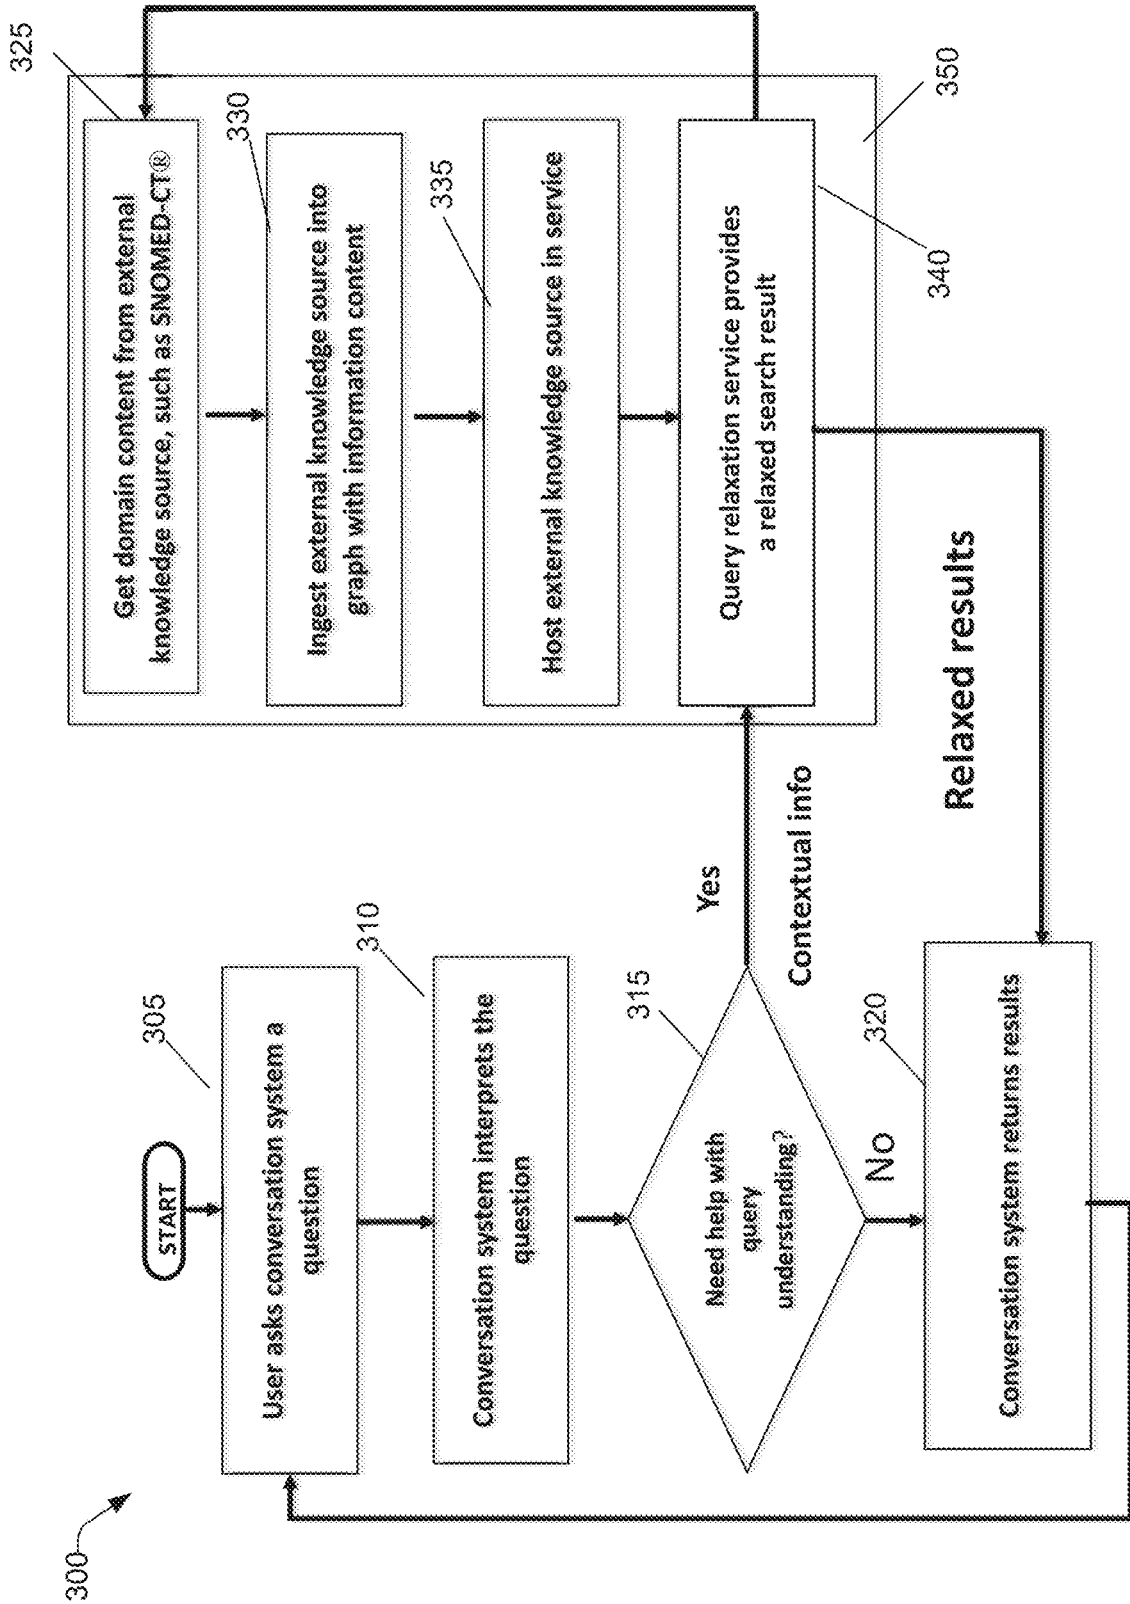 300
START
305
User asks conversation system a
question
310
Conversation system interprets the
question
315
Need help with
query
understanding?
Yes
Contextual info
No
320
Conversation system returns results
325
Get domain content from external
knowledge source, such as SNOMED-CT®
330
Ingest external knowledge source into
graph with information content
335
Host external knowledge source in service
Query relaxation service provides
a relaxed search result
340
350
Relaxed results